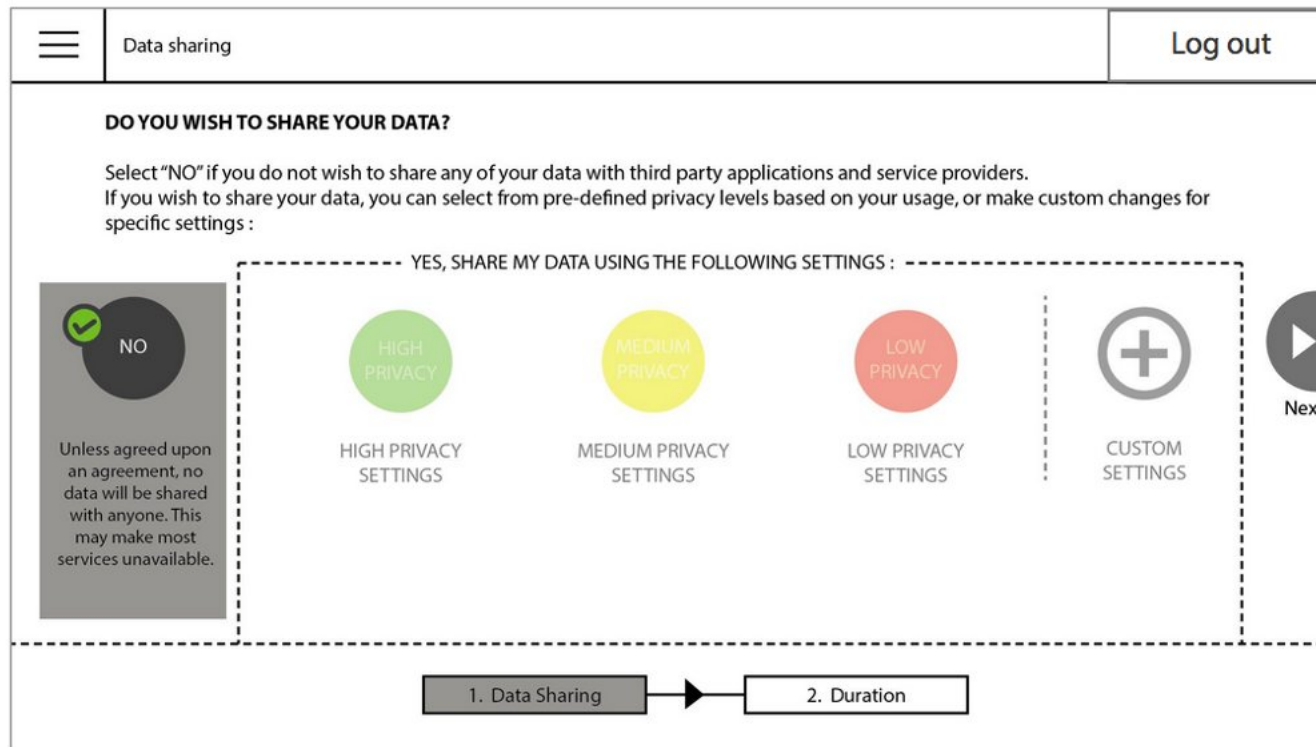 Data sharing
Log out
DO YOU WISH TO SHARE YOUR DATA?
Select “NO” if you do not wish to share any of your data with third party applications and service providers.
If you wish to share your data, you can select from pre-defined privacy levels based on your usage, or make custom changes for
specific settings :
YES, SHARE MY DATA USING THE FOLLOWING SETTINGS :
NO
Unless agreed upon
an agreement, no
data will be shared
with anyone. This
may make most
services unavailable.
HIGH
PRIVACY
HIGH PRIVACY
SETTINGS
MEDIUM
PRIVACY
MEDIUM PRIVACY
SETTINGS
LOW
PRIVACY
LOW PRIVACY
SETTINGS
CUSTOM
SETTINGS
Nex
1. Data Sharing
2. Duration